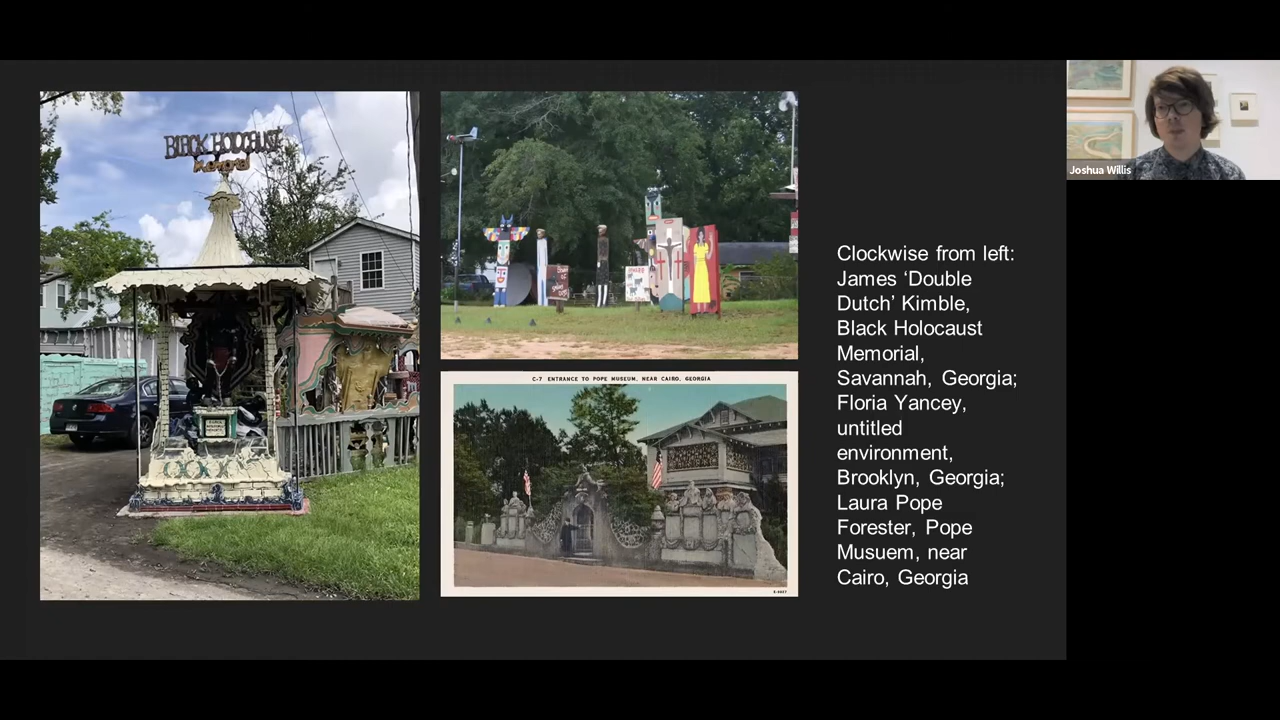 BLACK HOLOCAUST
Memorial
C-7 ENTRANCE TO POPE MUSEUM, NEAR CAIRO, GEORGIA
Clockwise from left:
James ‘Double
Dutch’ Kimble,
Black Holocaust
Memorial,
Savannah, Georgia;
Floria Yancey,
untitled
environment,
Brooklyn, Georgia;
Laura Pope
Forester, Pope
Musuem, near
Cairo, Georgia
Joshua Willis